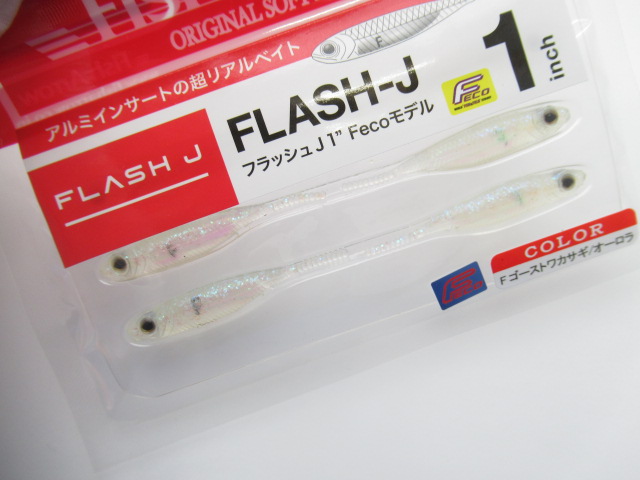 ORIGINAL
アルミインサートの超リアルベイト
F
FLASH J
FLASH-J
フラッシュJ 1” Fecoモデル
FECO
1
inch
COLOR
Fゴーストワカサギ/オーロラ